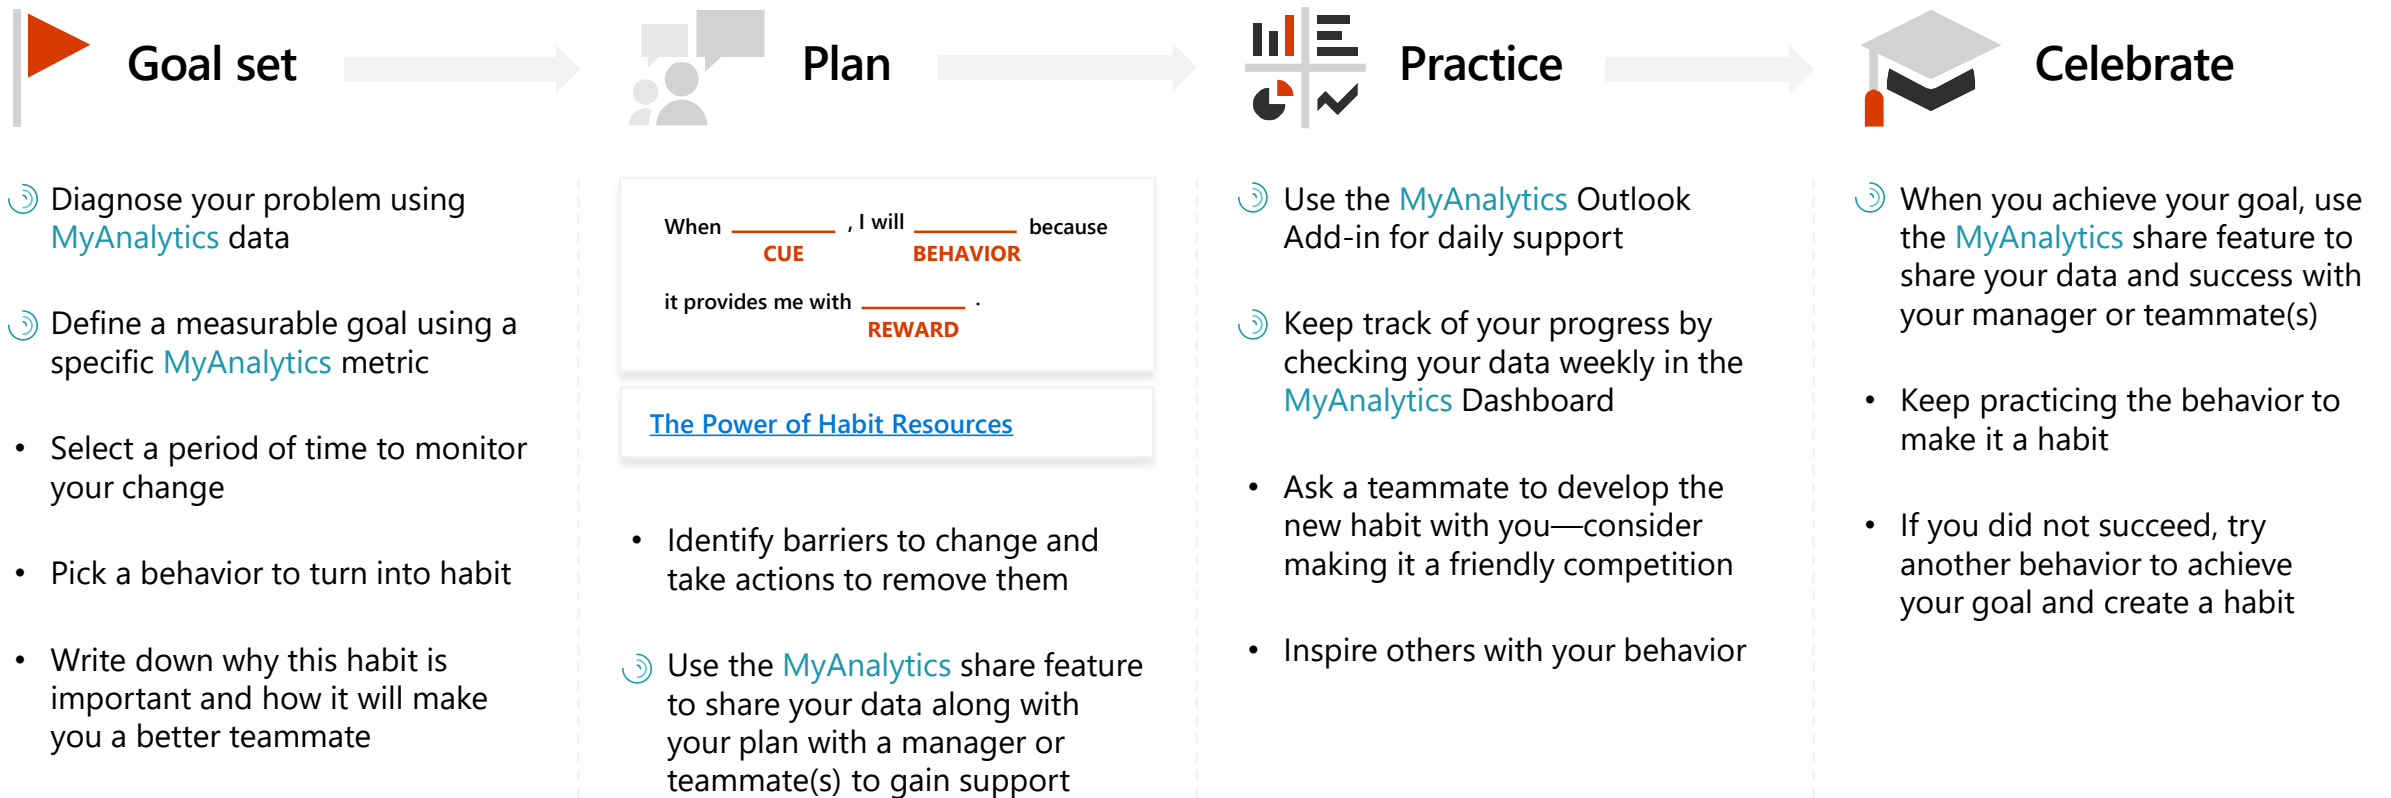 Goal set
Diagnose your problem using
MyAnalytics data
Define a measurable goal using a
specific MyAnalytics metric
• Select a period of time to monitor
your change
• Pick a behavior to turn into habit
• Write down why this habit is
important and how it will make
you a better teammate
Plan
When ________ , I will ________ because
CUE BEHAVIOR
it provides me with ________ .
REWARD
The Power of Habit Resources
• Identify barriers to change and
take actions to remove them
Use the MyAnalytics share feature
to share your data along with
your plan with a manager or
teammate(s) to gain support
Practice
Use the MyAnalytics Outlook
Add-in for daily support
Keep track of your progress by
checking your data weekly in the
MyAnalytics Dashboard
• Ask a teammate to develop the
new habit with you—consider
making it a friendly competition
• Inspire others with your behavior
Celebrate
When you achieve your goal, use
the MyAnalytics share feature to
share your data and success with
your manager or teammate(s)
• Keep practicing the behavior to
make it a habit
• If you did not succeed, try
another behavior to achieve
your goal and create a habit